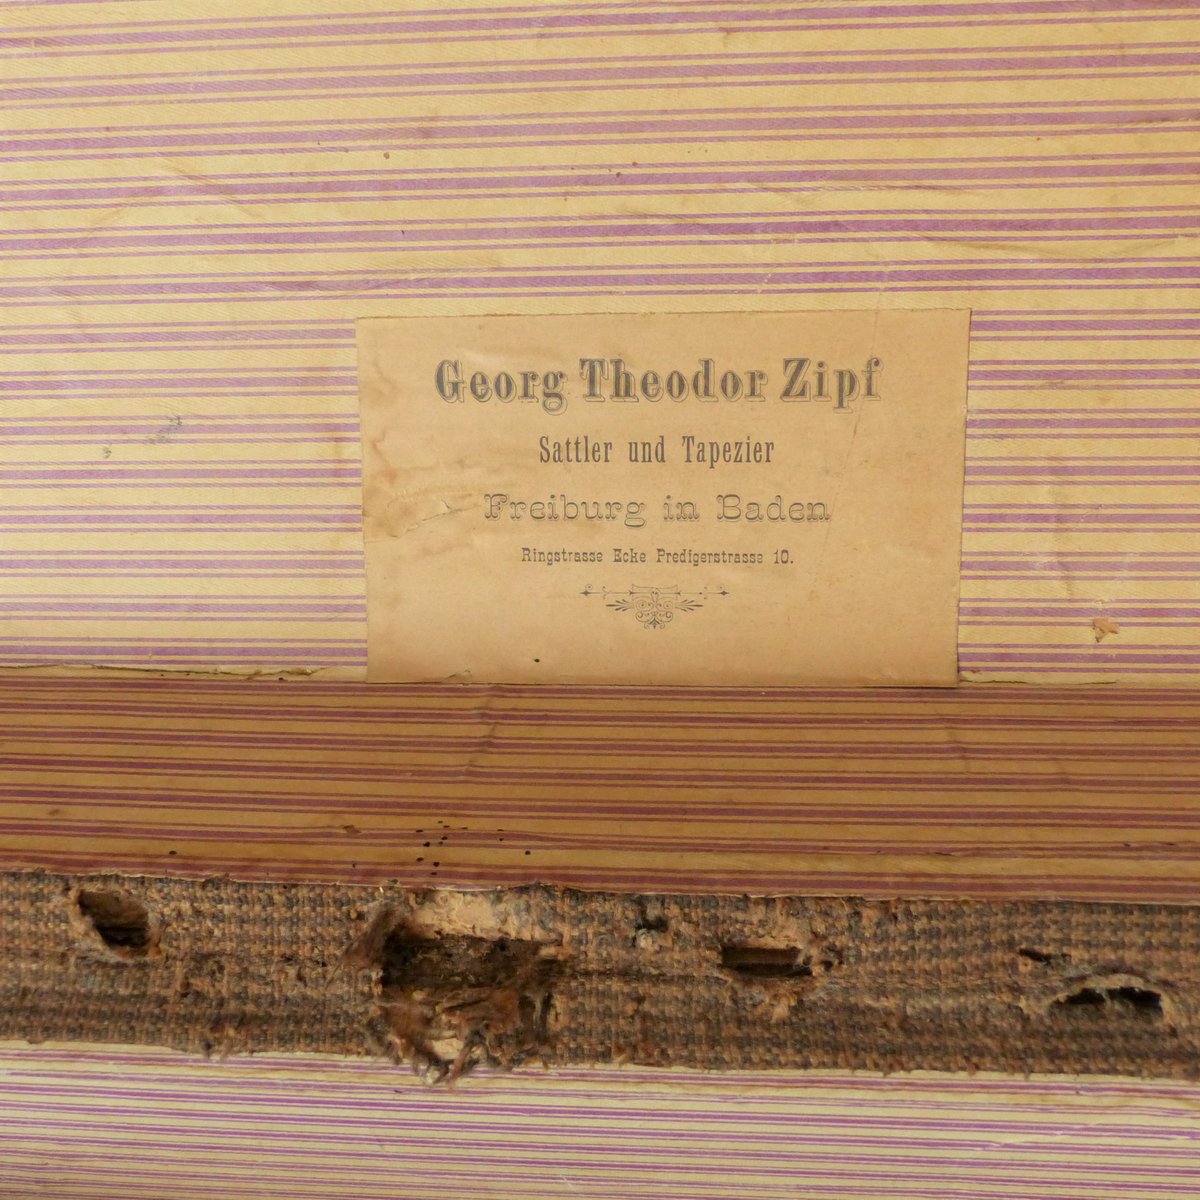 Georg Theodor Zipf
Sattler und Tapezier
Freiburg in Baden
Ringstrasse Ecke Predigerstrasse 10.